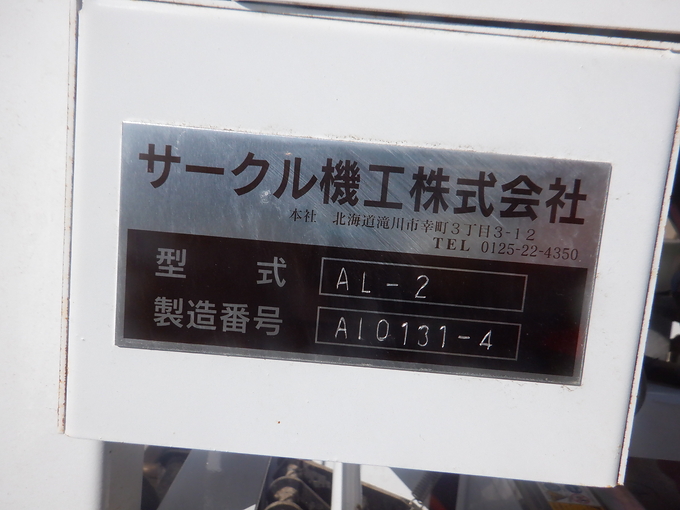 サークル機工株式会社
本社 北海道滝川市幸町3丁目3-12
TEL 0125-22-4350
型式 AL-2
製造番号 A10131-4